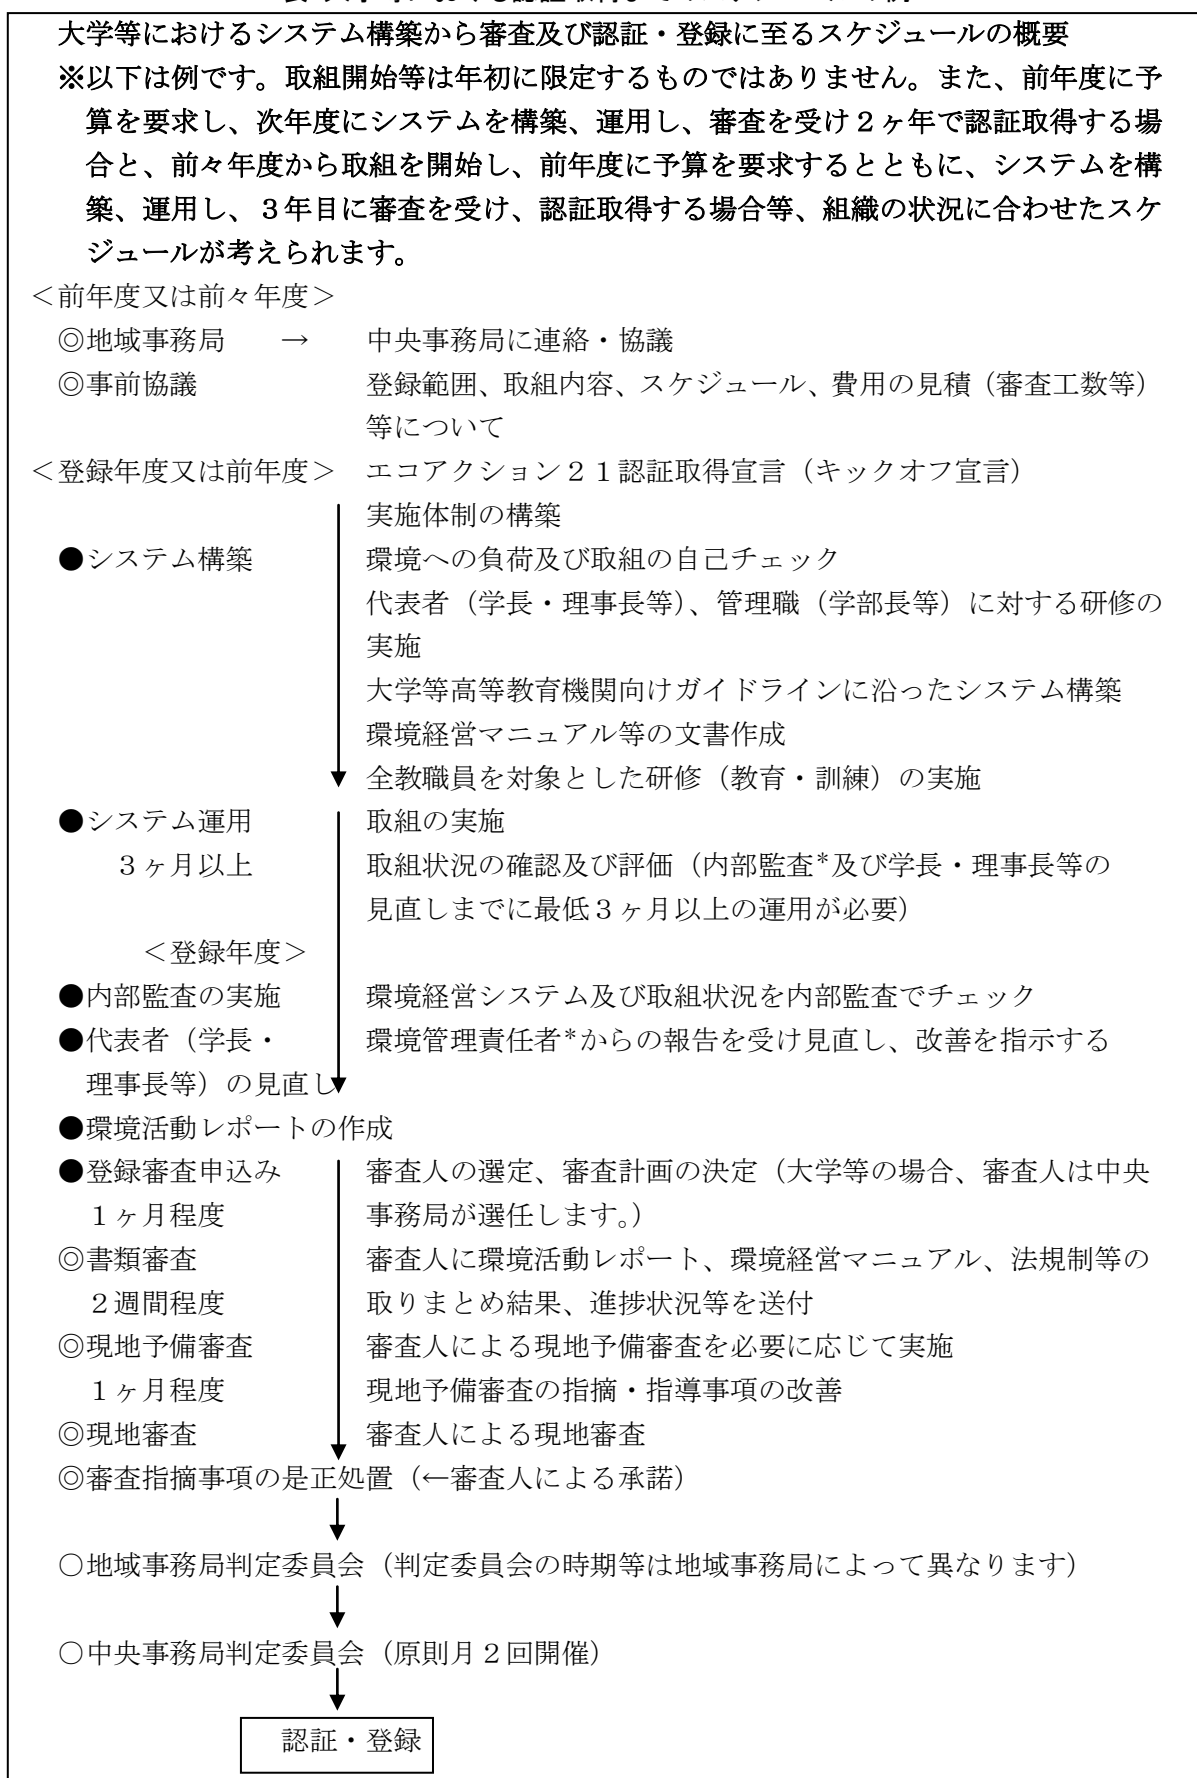 大学等におけるシステム構築から審査及び認証・登録に至るスケジュールの概要
※以下は例です。取組開始等は年初に限定するものではありません。また、前年度に予
算を要求し、次年度にシステムを構築、運用し、審査を受け２ヶ年で認証取得する場
合と、前々年度から取組を開始し、前年度に予算を要求するとともに、システムを構
築、運用し、３年目に審査を受け、認証取得する場合等、組織の状況に合わせたスケ
ジュールが考えられます。
＜前年度又は前々年度＞
◎地域事務局　→　中央事務局に連絡・協議
◎事前協議　登録範囲、取組内容、スケジュール、費用の見積（審査工数等）
等について
＜登録年度又は前年度＞　エコアクション２１認証取得宣言（キックオフ宣言）
実施体制の構築
●システム構築　環境への負荷及び取組の自己チェック
代表者（学長・理事長等）、管理職（学部長等）に対する研修の
実施
大学等高等教育機関向けガイドラインに沿ったシステム構築
環境経営マニュアル等の文書作成
全教職員を対象とした研修（教育・訓練）の実施
●システム運用　取組の実施
３ヶ月以上　取組状況の確認及び評価（内部監査*及び学長・理事長等の
見直しまでに最低３ヶ月以上の運用が必要）
＜登録年度＞
●内部監査の実施　環境経営システム及び取組状況を内部監査でチェック
●代表者（学長・　環境管理責任者*からの報告を受け見直し、改善を指示する
理事長等）の見直し
●環境活動レポートの作成
●登録審査申込み　審査人の選定、審査計画の決定（大学等の場合、審査人は中央
１ヶ月程度　事務局が選任します。）
◎書類審査　審査人に環境活動レポート、環境経営マニュアル、法規制等の
２週間程度　取りまとめ結果、進捗状況等を送付
◎現地予備審査　審査人による現地予備審査を必要に応じて実施
１ヶ月程度　現地予備審査の指摘・指導事項の改善
◎現地審査　審査人による現地審査
◎審査指摘事項の是正処置（←審査人による承諾）
○地域事務局判定委員会（判定委員会の時期等は地域事務局によって異なります）
○中央事務局判定委員会（原則月２回開催）
認証・登録